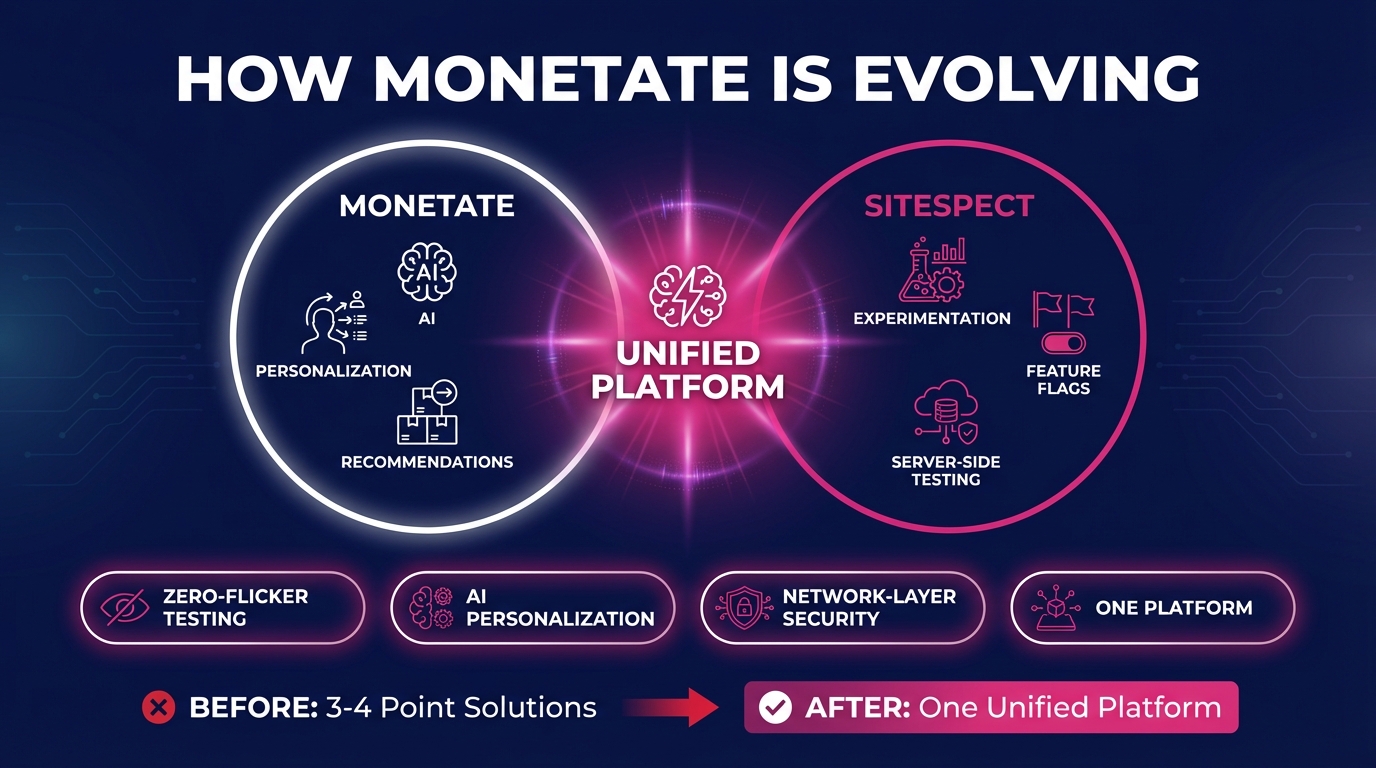 HOW MONETATE IS EVOLVING
MONETATE
AI
AI
PERSONALIZATION
RECOMMENDATIONS
UNIFIED
PLATFORM
SITESPECT
EXPERIMENTATION
FEATURE
FLAGS
SERVER-SIDE
TESTING
ZERO-FLICKER
TESTING
AI
PERSONALIZATION
NETWORK-LAYER
SECURITY
ONE PLATFORM
BEFORE: 3-4 Point Solutions
AFTER: One Unified Platform